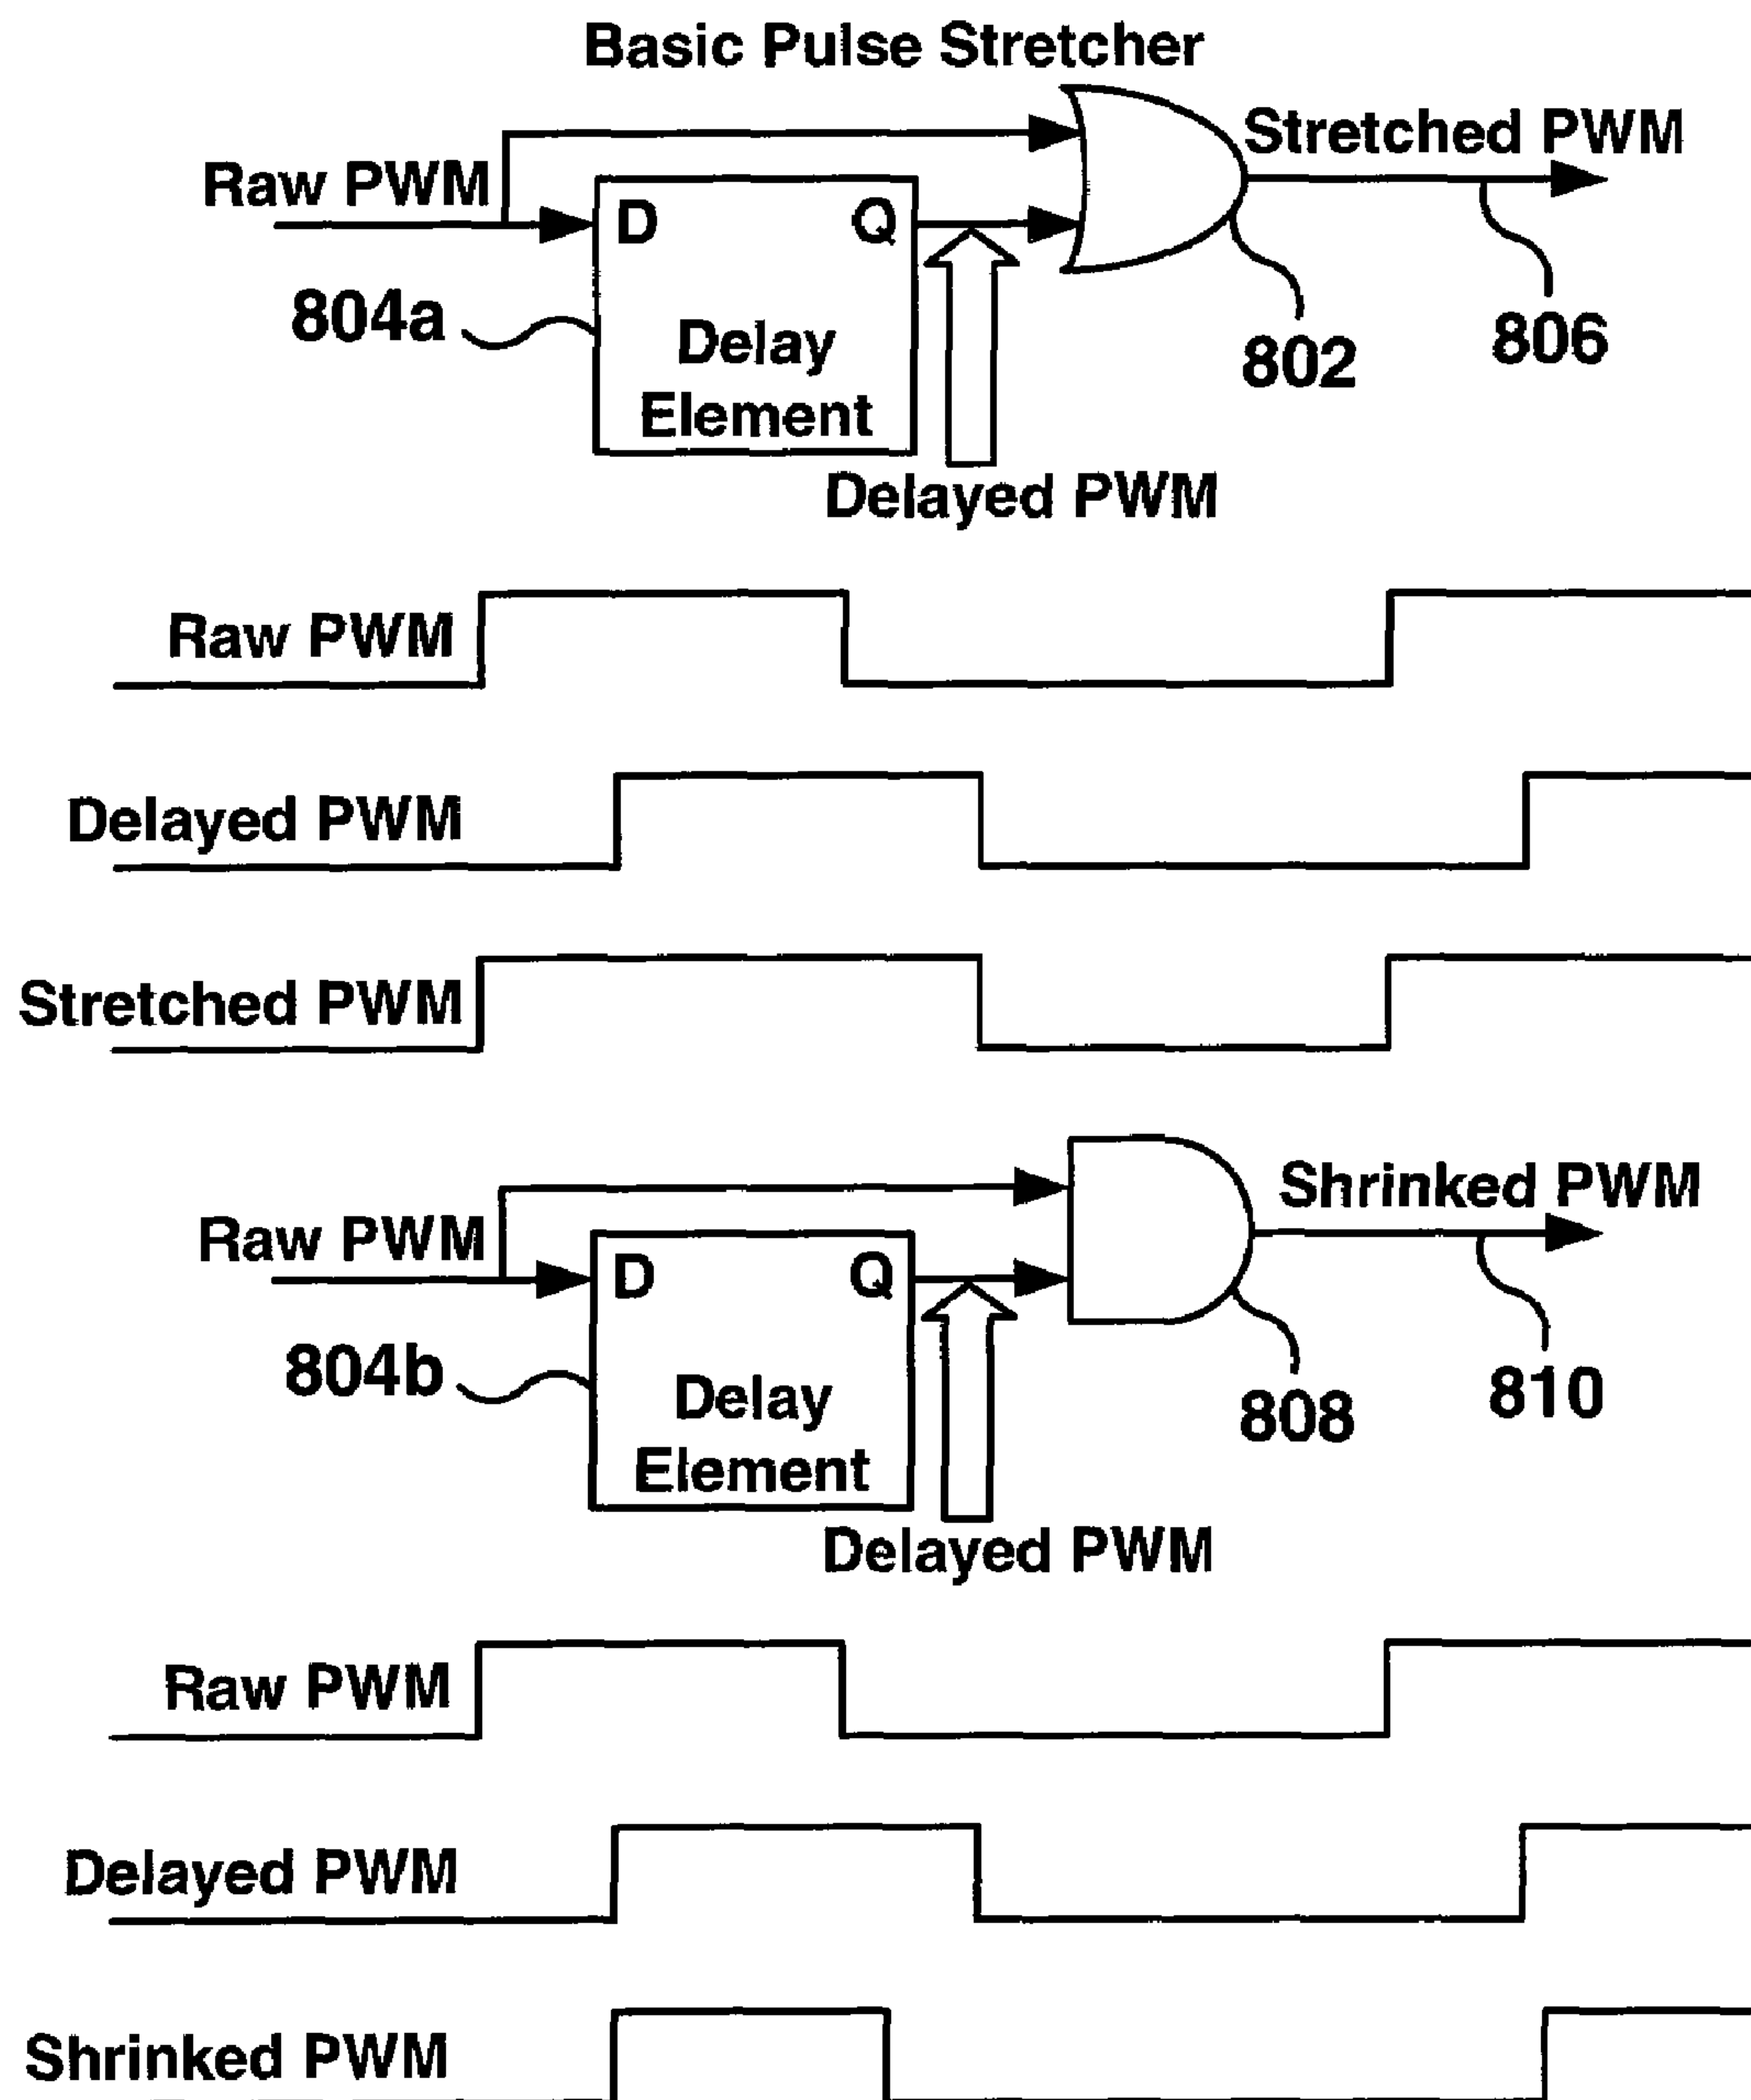 Basic Pulse Stretcher
Stretched PWM
Raw PWM
D Q
804a
Delay
Element
802
806
Delayed PWM
Raw PWM
Delayed PWM
Stretched PWM
Shrinked PWM
Raw PWM
D Q
804b
Delay
Element
808
810
Delayed PWM
Raw PWM
Delayed PWM
Shrinked PWM